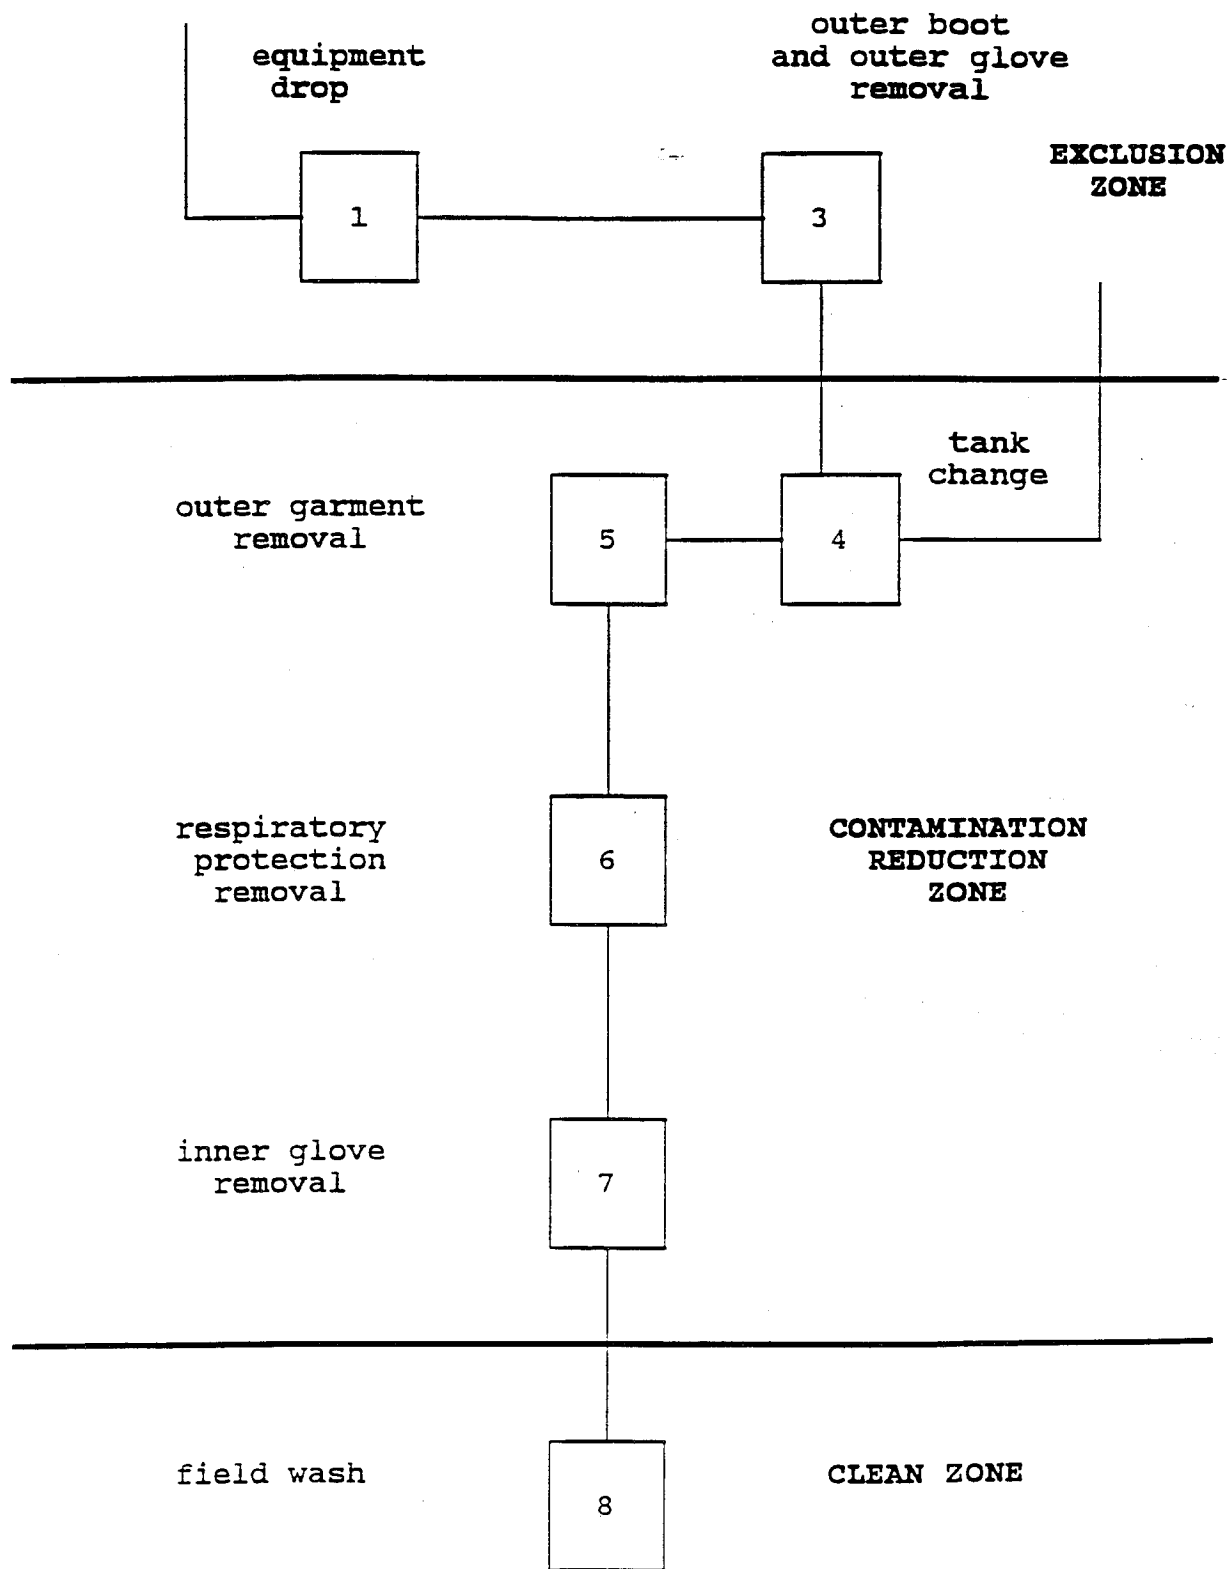 equipment
drop
outer boot
and outer glove
removal
EXCLUSION
ZONE
1
3
tank
change
outer garment
removal
5
4
respiratory
protection
removal
6
CONTAMINATION
REDUCTION
ZONE
inner glove
removal
7
field wash
8
CLEAN ZONE